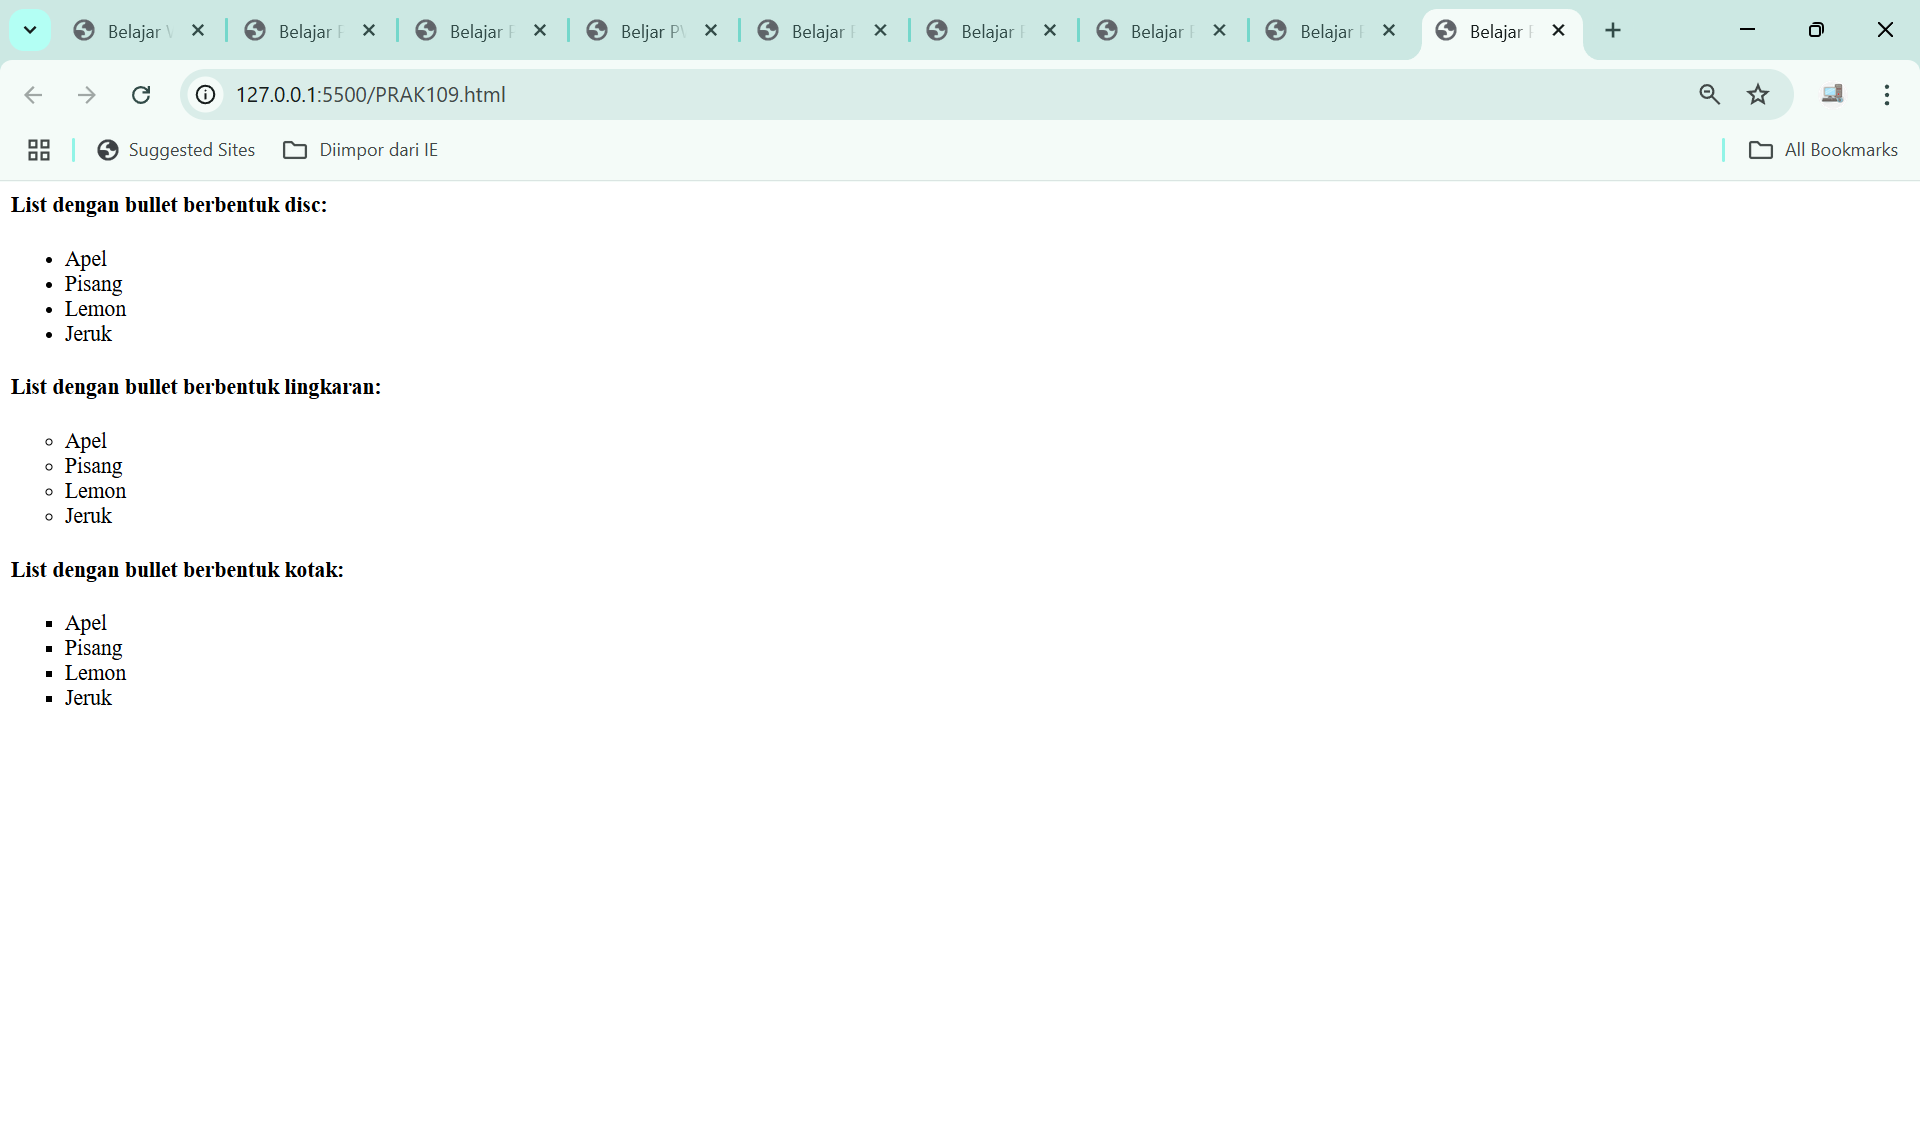 Belajar
Belajar
Belajar
Beljar P
Belajar
Belajar
Belajar
Belajar
Belajar
127.0.0.1:5500/PRAK109.html
Suggested Sites
Diimpor dari IE
All Bookmarks
List dengan bullet berbentuk disc:
Apel
Pisang
Lemon
Jeruk
List dengan bullet berbentuk lingkaran:
Apel
Pisang
Lemon
Jeruk
List dengan bullet berbentuk kotak:
Apel
Pisang
Lemon
Jeruk